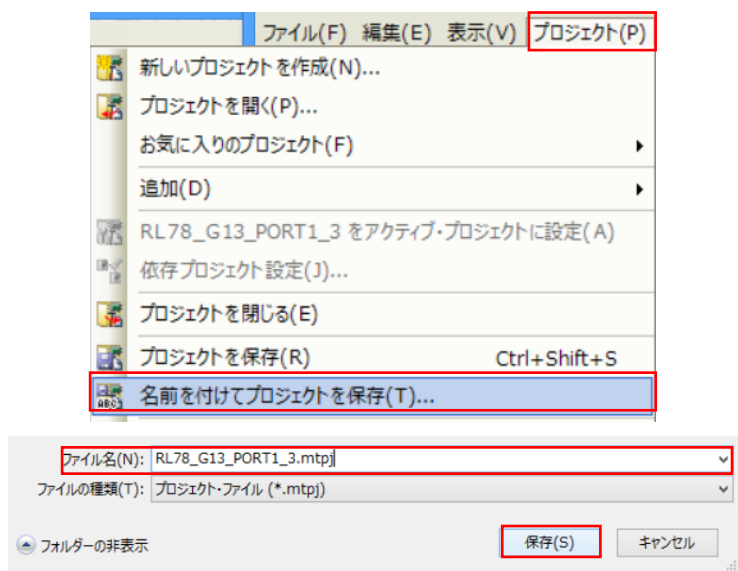 ファイル(F) 編集(E) 表示(V) プロジェクト(P)
新しいプロジェクトを作成(N)...
プロジェクトを開く(P)...
お気に入りのプロジェクト(F)
追加(D)
RL78_G13_PORT1_3 をアクティブ・プロジェクトに設定(A)
依存プロジェクト設定(J)...
プロジェクトを閉じる(E)
プロジェクトを保存(R) Ctrl+Shift+S
ABC
名前を付けてプロジェクトを保存(T)...
ファイル名(N): RL78_G13_PORT1_3.mtpj
ファイルの種類(T): プロジェクト・ファイル (*.mtpj)
フォルダーの非表示 保存(S) キャンセル